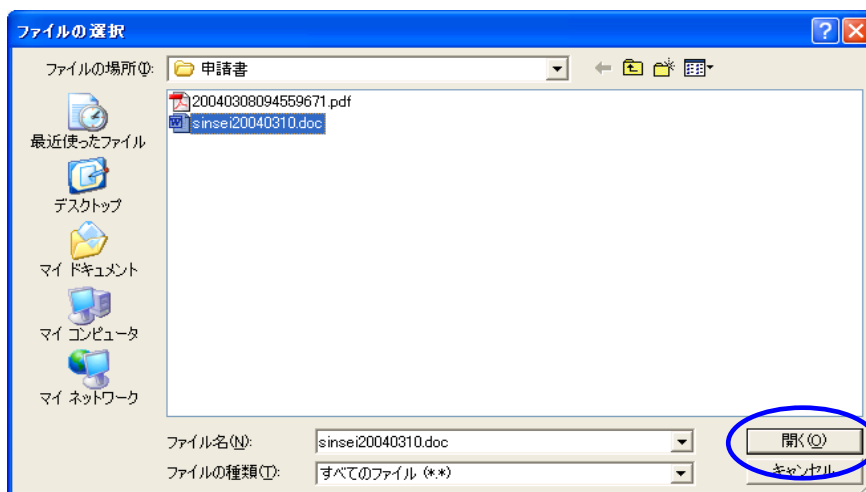 ファイルの選択
ファイルの場所(I):
申請書
20040308094559671.pdf
sinsei20040310.doc
最近使ったファイル
デスクトップ
マイ ドキュメント
マイ コンピュータ
マイ ネットワーク
ファイル名(N):
sinsei20040310.doc
開く(O)
ファイルの種類(T):
すべてのファイル (*.*)
キャンセル